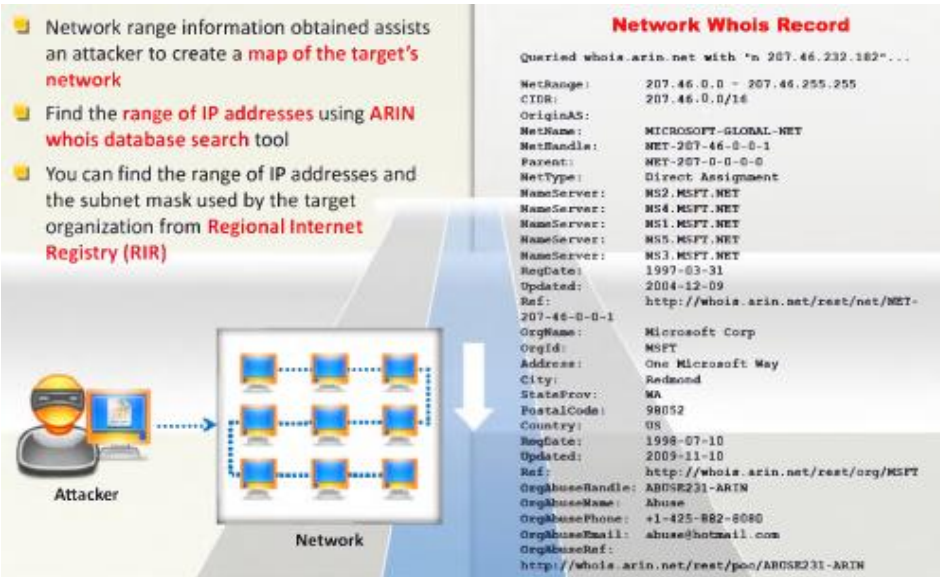 Network range information obtained assists
an attacker to create a map of the target's
network
Find the range of IP addresses using ARIN
whois database search tool
You can find the range of IP addresses and
the subnet mask used by the target
organization from Regional Internet
Registry (RIR)
Attacker
Network
Network Whois Record
Queried whois.arin.net with "n 207.46.232.182"...
NetRange: 207.46.0.0 - 207.46.255.255
CIDR: 207.46.0.0/16
OriginAS:
NetName: MICROSOFT-GLOBAL-NET
NetHandle: NET-207-46-0-0-1
Parent: NET-207-0-0-0-0
NetType: Direct Assignment
NameServer: NS2.MSFT.NET
NameServer: NS4.MSFT.NET
NameServer: NS1.MSFT.NET
NameServer: NS5.MSFT.NET
NameServer: NS3.MSFT.NET
RegDate: 1997-03-31
Updated: 2004-12-09
Ref: http://whois.arin.net/rest/net/NET-
207-46-0-0-1
OrgName: Microsoft Corp
OrgId: MSFT
Address: One Microsoft Way
City: Redmond
StateProv: WA
PostalCode: 98052
Country: US
RegDate: 1998-07-10
Updated: 2009-11-10
Ref: http://whois.arin.net/rest/org/MSFT
OrgAbuseHandle: ABUSE231-ARIN
OrgAbuseName: Abuse
OrgAbusePhone: +1-425-882-8080
OrgAbuseEmail: abuse@hotmail.com
OrgAbuseRef:
http://whois.arin.net/rest/poc/ABUSE231-ARIN